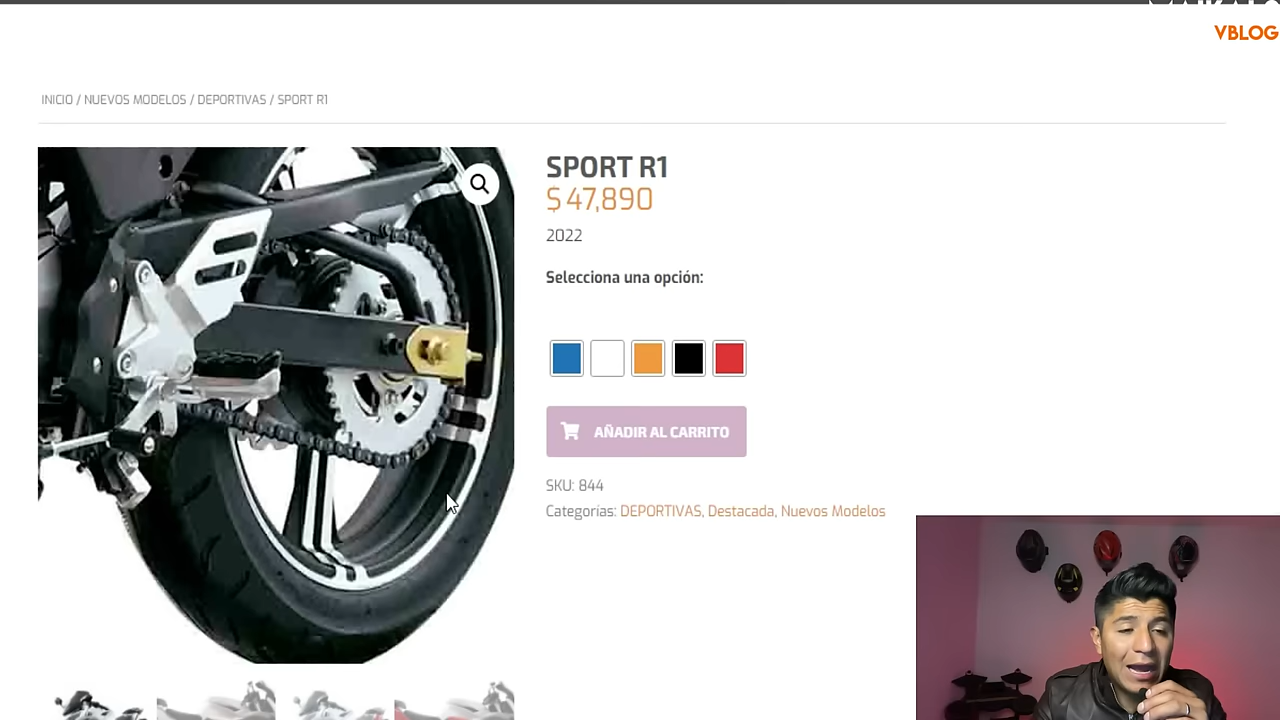 VBLOG
INICIO / NUEVOS MODELOS / DEPORTIVAS / SPORT R1
SPORT R1
$ 47,890
2022
Selecciona una opción:
AÑADIR AL CARRITO
SKU: 844
Categorías: DEPORTIVAS, Destacada, Nuevos Modelos